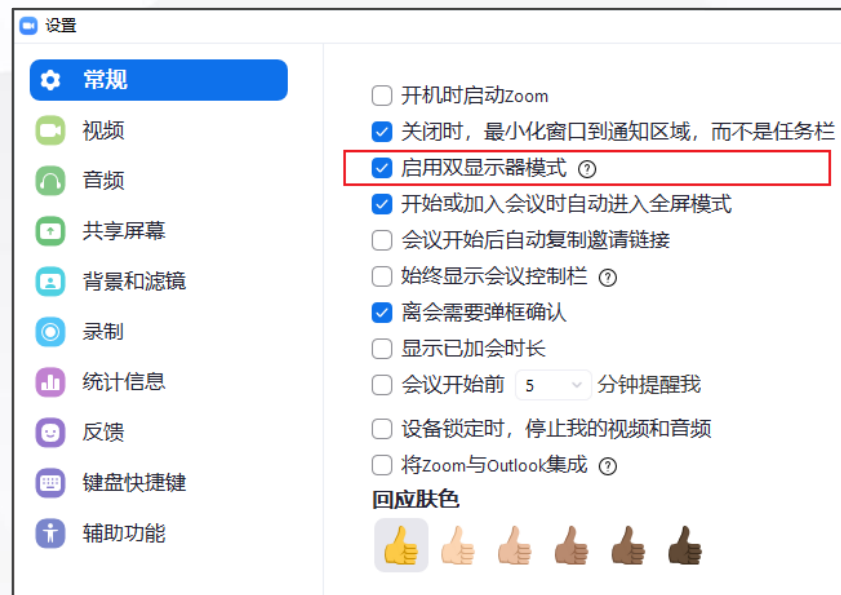 设置
常规
视频
音频
共享屏幕
背景和滤镜
录制
统计信息
反馈
键盘快捷键
辅助功能
开机时启动Zoom
关闭时，最小化窗口到通知区域，而不是任务栏
启用双显示器模式 ?
开始或加入会议时自动进入全屏模式
会议开始后自动复制邀请链接
始终显示会议控制栏 ?
离会需要弹框确认
显示已加会时长
会议开始前 5 分钟提醒我
设备锁定时，停止我的视频和音频
将Zoom与Outlook集成 ?
回应肤色